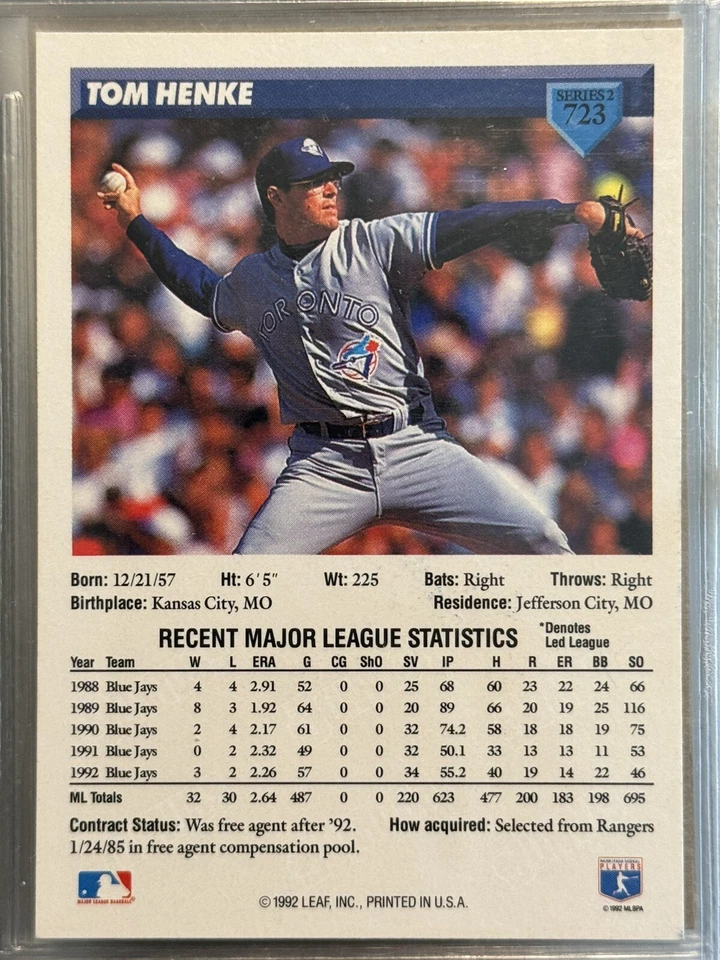 TOM HENKE
SERIES 2
723
TORONTO
Born: 12/21/57 Ht: 6'5" Wt: 225 Bats: Right Throws: Right
Birthplace: Kansas City, MO Residence: Jefferson City, MO
RECENT MAJOR LEAGUE STATISTICS *Denotes
Led League
Year Team W L ERA G CG ShO SV IP H R ER BB SO
1988 Blue Jays 4 4 2.91 52 0 0 25 68 60 23 22 24 66
1989 Blue Jays 8 3 1.92 64 0 0 20 89 66 20 19 25 116
1990 Blue Jays 2 4 2.17 61 0 0 32 74.2 58 18 18 19 75
1991 Blue Jays 0 2 2.32 49 0 0 32 50.1 33 13 13 11 53
1992 Blue Jays 3 2 2.26 57 0 0 34 55.2 40 19 14 22 46
ML Totals 32 30 2.64 487 0 0 220 623 477 200 183 198 695
Contract Status: Was free agent after '92. How acquired: Selected from Rangers
1/24/85 in free agent compensation pool.
MAJOR LEAGUE BASEBALL
©1992 LEAF, INC., PRINTED IN U.S.A.
MAJOR LEAGUE BASEBALL
PLAYERS
©1992 MLBPA